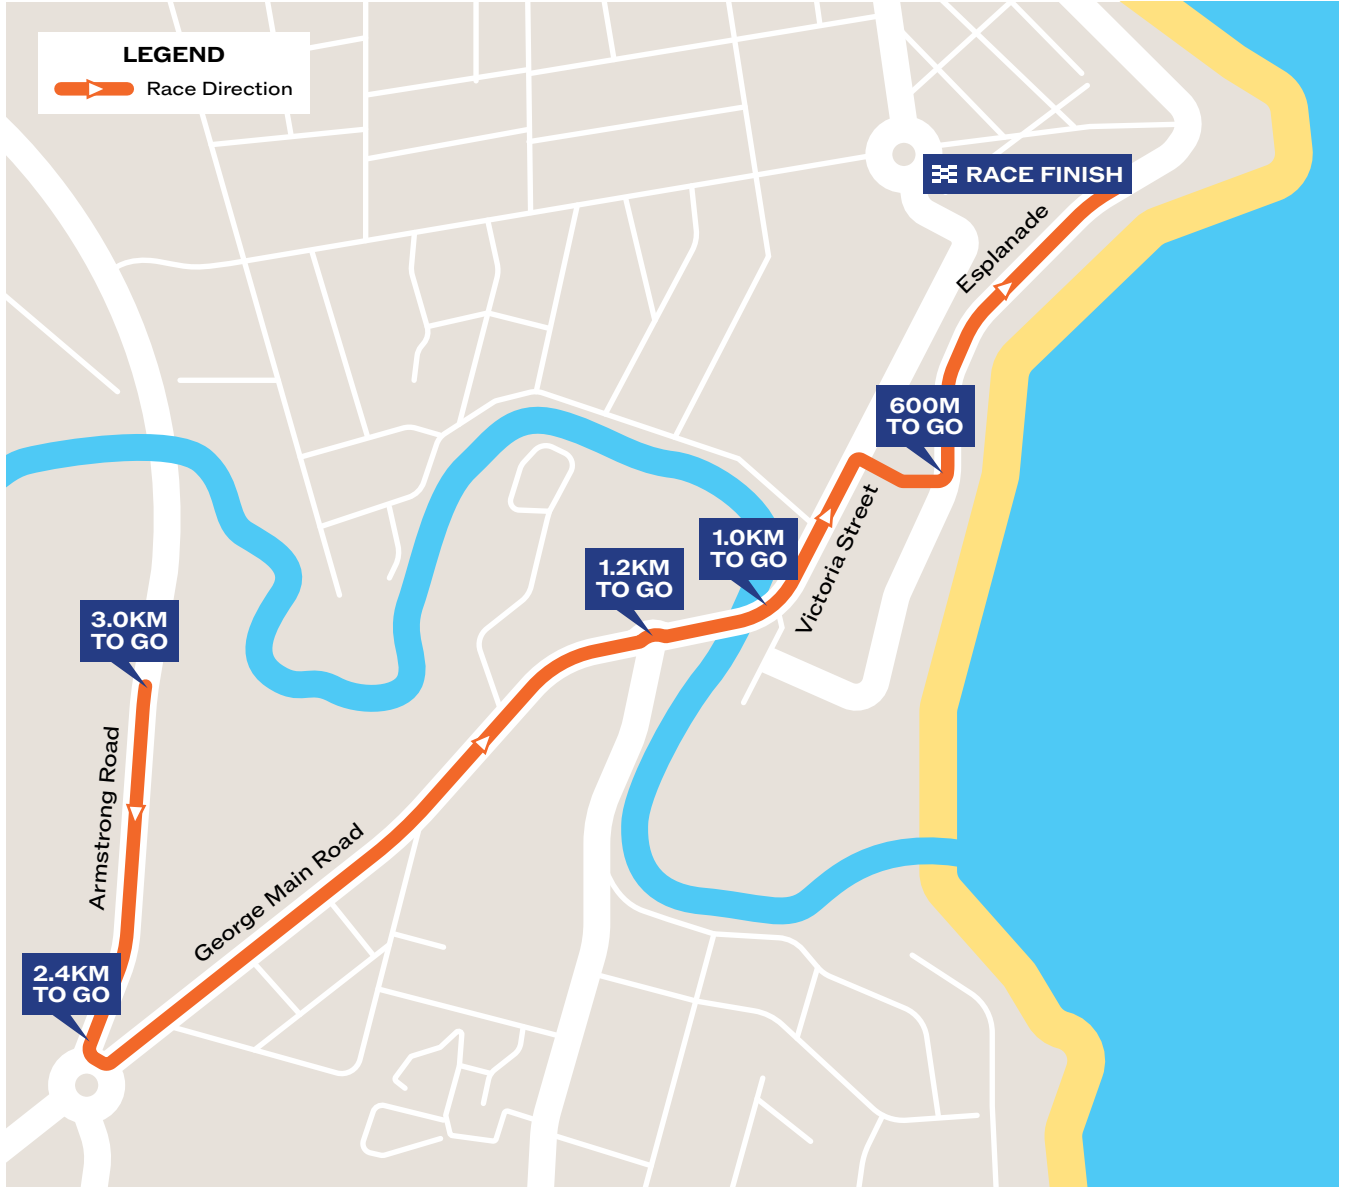 LEGEND
Race Direction
RACE FINISH
Esplanade
600M
TO GO
Victoria Street
1.0KM
TO GO
1.2KM
TO GO
3.0KM
TO GO
Armstrong Road
George Main Road
2.4KM
TO GO